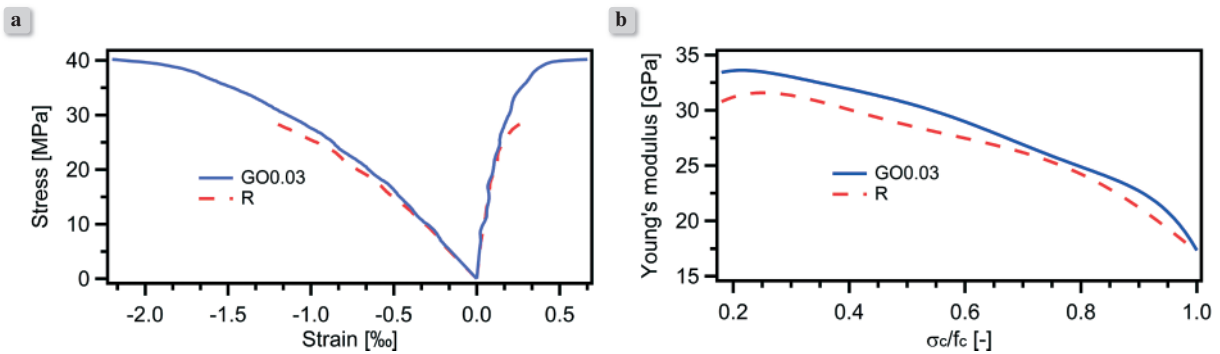 a
Stress [MPa]
40
30
20
10
0
GO0.03
R
-2.0 -1.5 -1.0 -0.5 0.0 0.5
Strain [‰]
b
Young's modulus [GPa]
35
30
25
20
15
GO0.03
R
0.2 0.4 0.6 0.8 1.0
σc/fc [-]